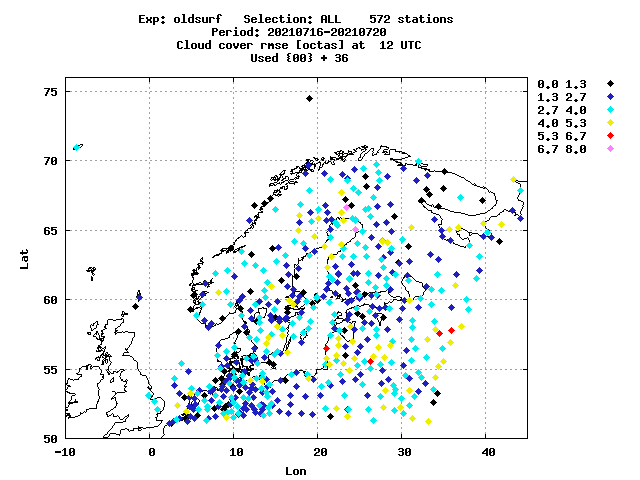 Exp: oldsurf   Selection: ALL    572 stations
Period: 20210716-20210720
Cloud cover rmse [octas] at  12 UTC
Used {00} + 36
0.0 1.3
1.3 2.7
2.7 4.0
4.0 5.3
5.3 6.7
6.7 8.0
75
70
65
60
55
50
Lat
-10 0 10 20 30 40
Lon